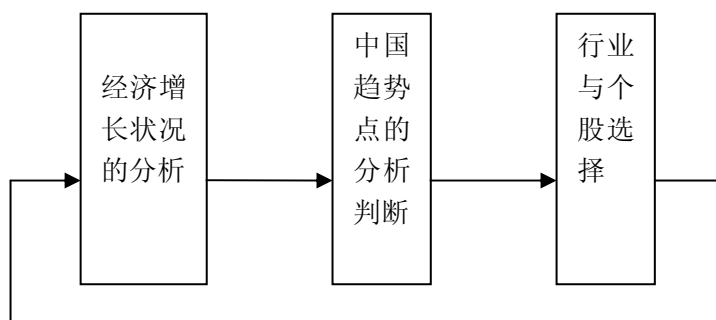 经济增
长状况
的分析
中国
趋势
点的
分析
判断
行业
与个
股选
择